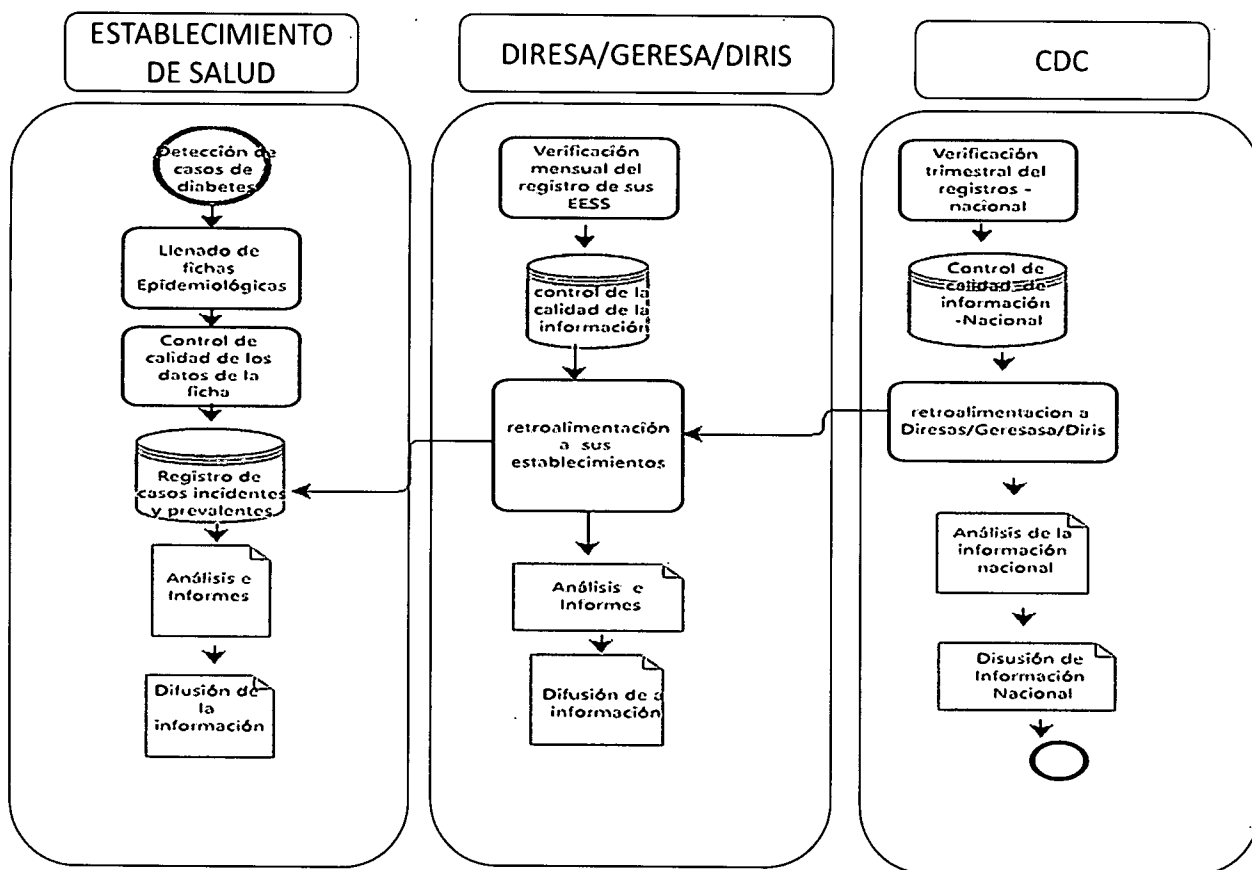 ESTABLECIMIENTO
DE SALUD
Detección de
casos de
diabetes
Llenado de
fichas
Epidemiológicas
Control de
calidad de los
datos de la
ficha
Registro de
casos incidentes
y prevalentes
Análisis e
Informes
Difusión de
la
información
DIRESA/GERESA/DIRIS
Verificación
mensual del
registro de sus
EESS
control de la
calidad de la
información
retroalimentación
a sus
establecimientos
Análisis e
Informes
Difusión de a
información
CDC
Verificación
trimestral del
registros -
nacional
Control de
calidad de
información
-Nacional
retroalimentacion a
Diresas/Geresasa/Diris
Análisis de la
información
nacional
Disusión de
Información
Nacional